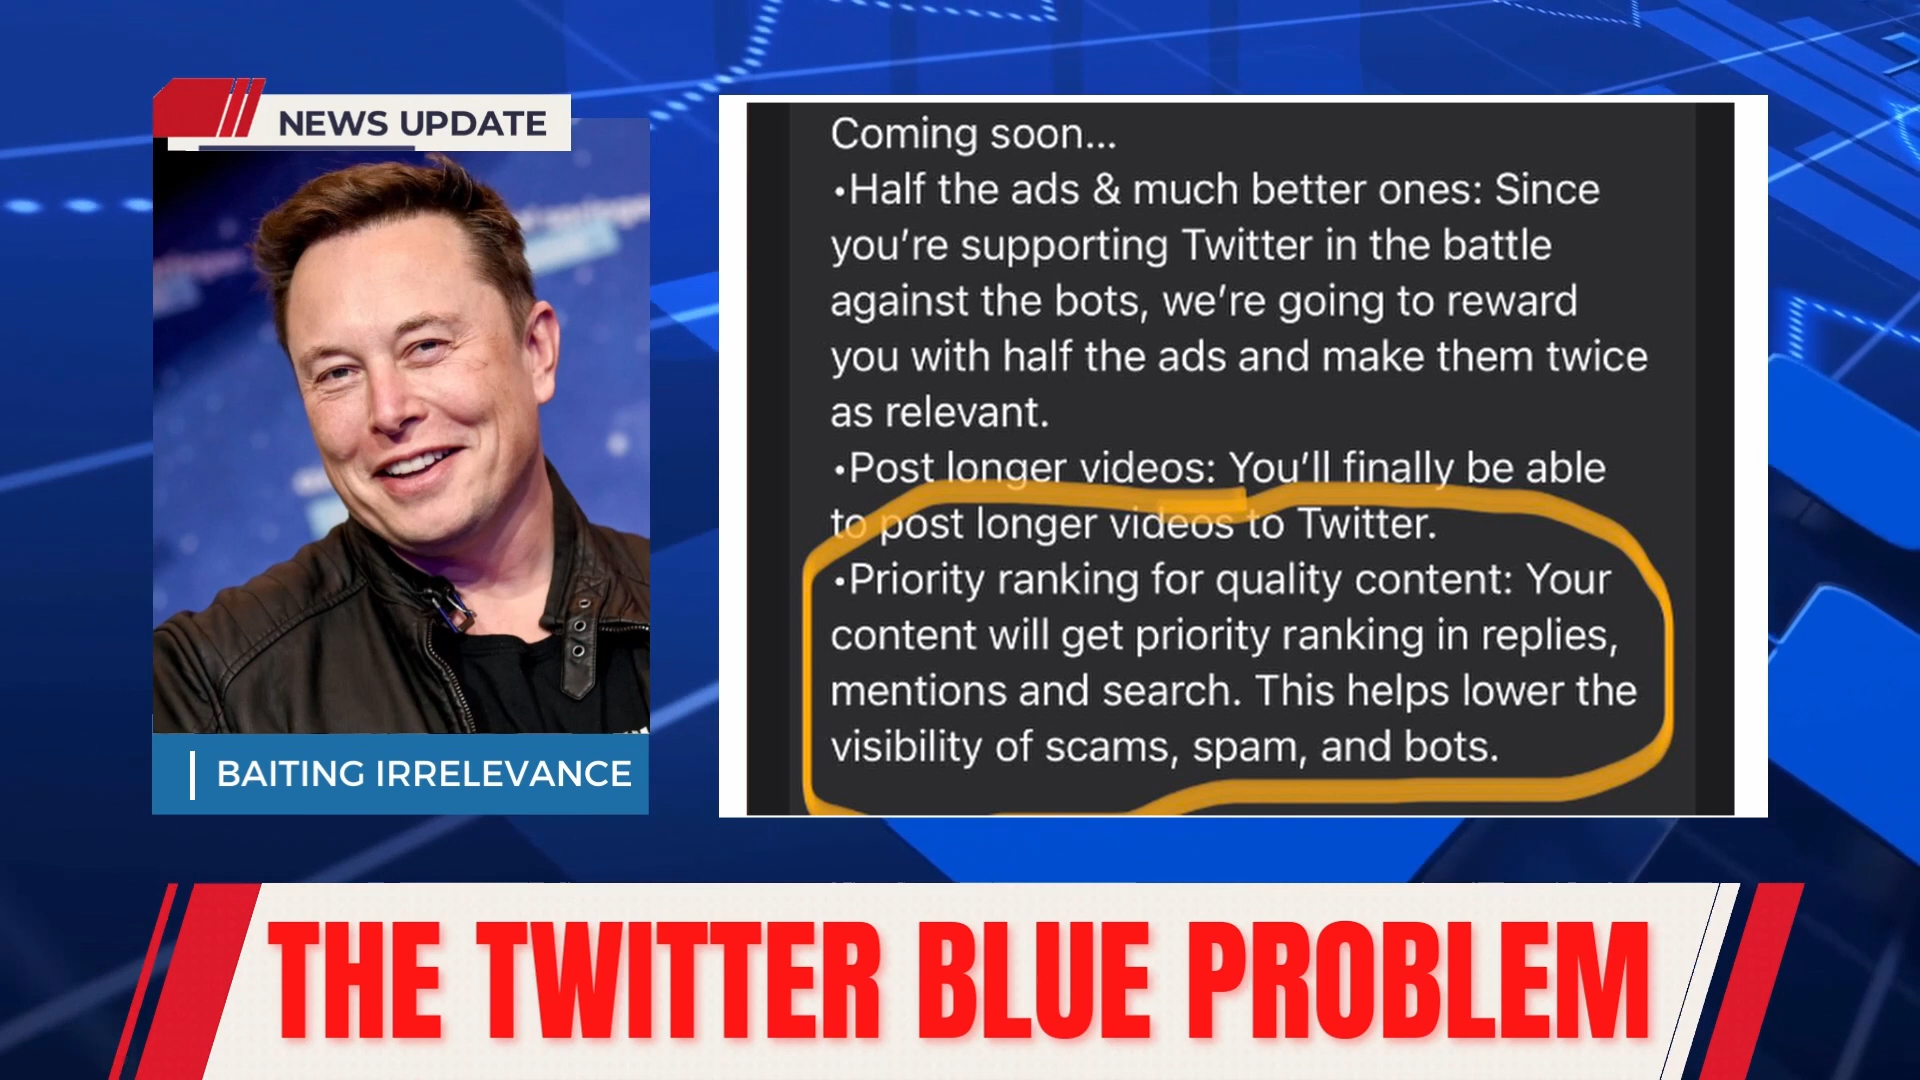 NEWS UPDATE
BAITING IRRELEVANCE
Coming soon...
•Half the ads & much better ones: Since
you're supporting Twitter in the battle
against the bots, we're going to reward
you with half the ads and make them twice
as relevant.
•Post longer videos: You'll finally be able
to post longer videos to Twitter.
•Priority ranking for quality content: Your
content will get priority ranking in replies,
mentions and search. This helps lower the
visibility of scams, spam, and bots.
THE TWITTER BLUE PROBLEM